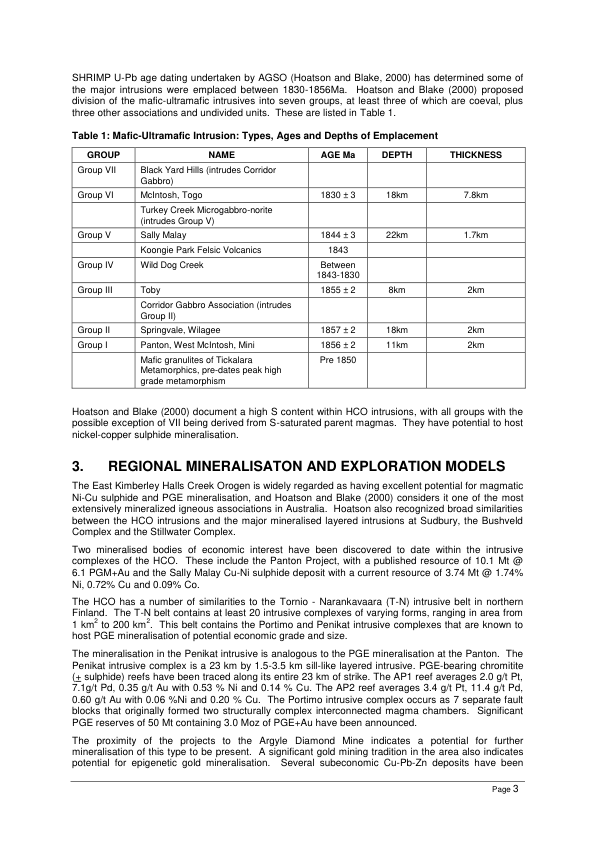 SHRIMP U-Pb age dating undertaken by AGSO (Hoatson and Blake, 2000) has determined some of
the major intrusions were emplaced between 1830-1856Ma. Hoatson and Blake (2000) proposed
division of the mafic-ultramafic intrusives into seven groups, at least three of which are coeval, plus
three other associations and undivided units. These are listed in Table 1.
Table 1: Mafic-Ultramafic Intrusion: Types, Ages and Depths of Emplacement
GROUP NAME AGE Ma DEPTH THICKNESS
Group VII Black Yard Hills (intrudes Corridor
Gabbro)
Group VI McIntosh, Togo 1830 ± 3 18km 7.8km
Turkey Creek Microgabbro-norite
(intrudes Group V)
Group V Sally Malay 1844 ± 3 22km 1.7km
Koongie Park Felsic Volcanics 1843
Group IV Wild Dog Creek Between
1843-1830
Group III Toby 1855 ± 2 8km 2km
Corridor Gabbro Association (intrudes
Group II)
Group II Springvale, Wilagee 1857 ± 2 18km 2km
Group I Panton, West McIntosh, Mini 1856 ± 2 11km 2km
Mafic granulites of Tickalara Pre 1850
Metamorphics, pre-dates peak high
grade metamorphism
Hoatson and Blake (2000) document a high S content within HCO intrusions, with all groups with the
possible exception of VII being derived from S-saturated parent magmas. They have potential to host
nickel-copper sulphide mineralisation.
3. REGIONAL MINERALISATON AND EXPLORATION MODELS
The East Kimberley Halls Creek Orogen is widely regarded as having excellent potential for magmatic
Ni-Cu sulphide and PGE mineralisation, and Hoatson and Blake (2000) considers it one of the most
extensively mineralized igneous associations in Australia. Hoatson also recognized broad similarities
between the HCO intrusions and the major mineralised layered intrusions at Sudbury, the Bushveld
Complex and the Stillwater Complex.
Two mineralised bodies of economic interest have been discovered to date within the intrusive
complexes of the HCO. These include the Panton Project, with a published resource of 10.1 Mt @
6.1 PGM+Au and the Sally Malay Cu-Ni sulphide deposit with a current resource of 3.74 Mt @ 1.74%
Ni, 0.72% Cu and 0.09% Co.
The HCO has a number of similarities to the Tornio - Narankavaara (T-N) intrusive belt in northern
Finland. The T-N belt contains at least 20 intrusive complexes of varying forms, ranging in area from
1 km² to 200 km². This belt contains the Portimo and Penikat intrusive complexes that are known to
host PGE mineralisation of potential economic grade and size.
The mineralisation in the Penikat intrusive is analogous to the PGE mineralisation at the Panton. The
Penikat intrusive complex is a 23 km by 1.5-3.5 km sill-like layered intrusive. PGE-bearing chromitite
(± sulphide) reefs have been traced along its entire 23 km of strike. The AP1 reef averages 2.0 g/t Pt,
7.1g/t Pd, 0.35 g/t Au with 0.53 % Ni and 0.14 % Cu. The AP2 reef averages 3.4 g/t Pt, 11.4 g/t Pd,
0.60 g/t Au with 0.06 %Ni and 0.20 % Cu. The Portimo intrusive complex occurs as 7 separate fault
blocks that originally formed two structurally complex interconnected magma chambers. Significant
PGE reserves of 50 Mt containing 3.0 Moz of PGE+Au have been announced.
The proximity of the projects to the Argyle Diamond Mine indicates a potential for further
mineralisation of this type to be present. A significant gold mining tradition in the area also indicates
potential for epigenetic gold mineralisation. Several subeconomic Cu-Pb-Zn deposits have been
Page 3